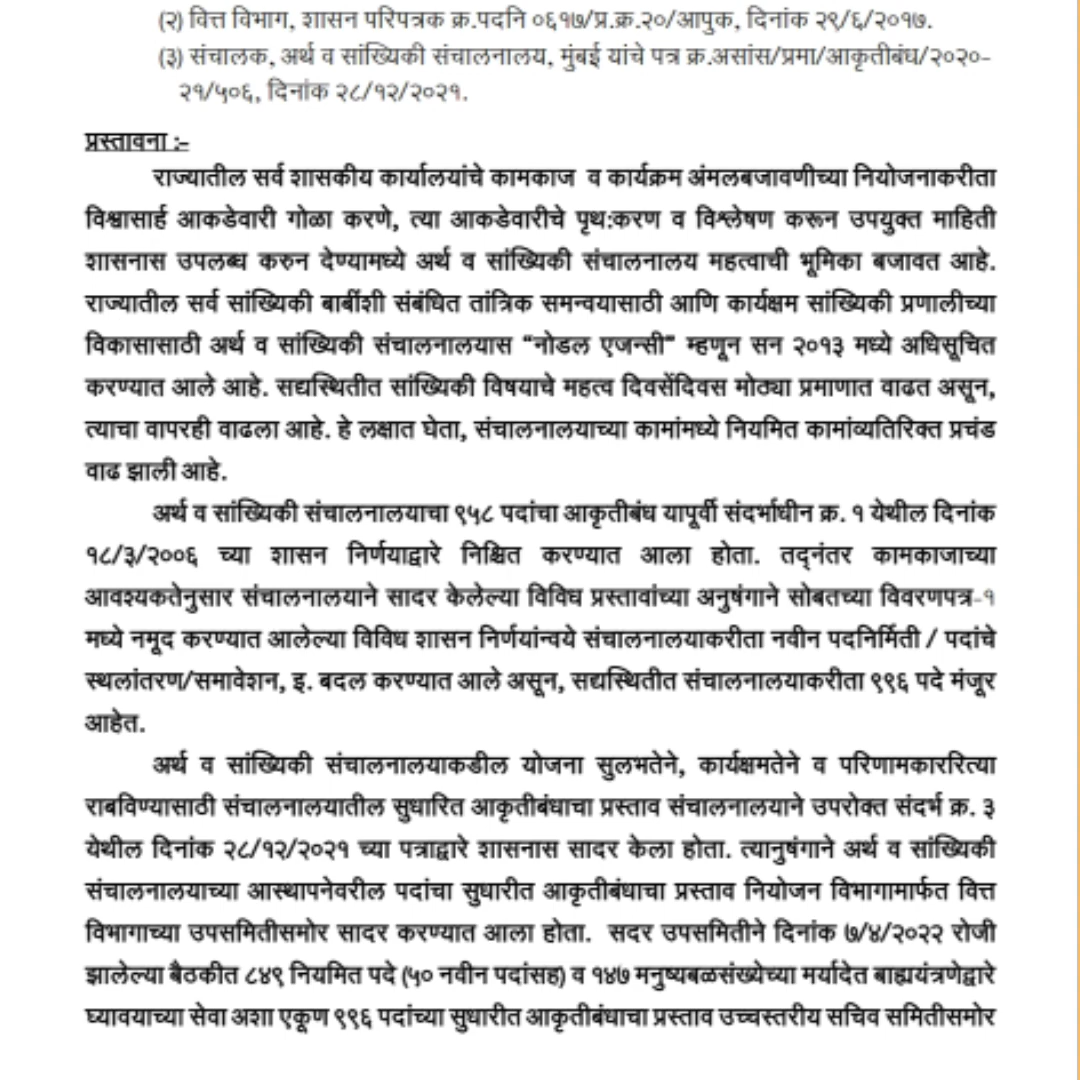 (२) वित्त विभाग, शासन परिपत्रक क्र.पदनि ०६१७/प्र.क्र.२०/आपुक, दिनांक २९/६/२०१७.
(३) संचालक, अर्थ व सांख्यिकी संचालनालय, मुंबई यांचे पत्र क्र.असांस/प्रमा/आकृतीबंध/२०२०-
२१/५०६, दिनांक २८/१२/२०२१.
प्रस्तावना :-
राज्यातील सर्व शासकीय कार्यालयांचे कामकाज व कार्यक्रम अंमलबजावणीच्या नियोजनाकरीता
विश्वासार्ह आकडेवारी गोळा करणे, त्या आकडेवारीचे पृथ:करण व विश्लेषण करून उपयुक्त माहिती
शासनास उपलब्ध करुन देण्यामध्ये अर्थ व सांख्यिकी संचालनालय महत्वाची भूमिका बजावत आहे.
राज्यातील सर्व सांख्यिकी बाबींशी संबंधित तांत्रिक समन्वयासाठी आणि कार्यक्षम सांख्यिकी प्रणालीच्या
विकासासाठी अर्थ व सांख्यिकी संचालनालयास "नोडल एजन्सी" म्हणून सन २०१३ मध्ये अधिसूचित
करण्यात आले आहे. सद्यस्थितीत सांख्यिकी विषयाचे महत्व दिवसेंदिवस मोठ्या प्रमाणात वाढत असून,
त्याचा वापरही वाढला आहे. हे लक्षात घेता, संचालनालयाच्या कामांमध्ये नियमित कामांव्यतिरिक्त प्रचंड
वाढ झाली आहे.
अर्थ व सांख्यिकी संचालनालयाचा ९५८ पदांचा आकृतीबंध यापूर्वी संदर्भाधीन क्र. १ येथील दिनांक
१८/३/२००६ च्या शासन निर्णयाद्वारे निश्चित करण्यात आला होता. तद्नंतर कामकाजाच्या
आवश्यकतेनुसार संचालनालयाने सादर केलेल्या विविध प्रस्तावांच्या अनुषंगाने सोबतच्या विवरणपत्र-१
मध्ये नमूद करण्यात आलेल्या विविध शासन निर्णयांन्वये संचालनालयाकरीता नवीन पदनिर्मिती / पदांचे
स्थलांतरण/समावेशन, इ. बदल करण्यात आले असून, सद्यस्थितीत संचालनालयाकरीता ९९६ पदे मंजूर
आहेत.
अर्थ व सांख्यिकी संचालनालयाकडील योजना सुलभतेने, कार्यक्षमतेने व परिणामकाररित्या
राबविण्यासाठी संचालनालयातील सुधारित आकृतीबंधाचा प्रस्ताव संचालनालयाने उपरोक्त संदर्भ क्र. ३
येथील दिनांक २८/१२/२०२१ च्या पत्राद्वारे शासनास सादर केला होता. त्यानुषंगाने अर्थ व सांख्यिकी
संचालनालयाच्या आस्थापनेवरील पदांचा सुधारीत आकृतीबंधाचा प्रस्ताव नियोजन विभागामार्फत वित्त
विभागाच्या उपसमितीसमोर सादर करण्यात आला होता. सदर उपसमितीने दिनांक ७/४/२०२२ रोजी
झालेल्या बैठकीत ८४९ नियमित पदे (५० नवीन पदांसह) व १४७ मनुष्यबळसंख्येच्या मर्यादेत बाह्ययंत्रणेद्वारे
घ्यावयाच्या सेवा अशा एकूण ९९६ पदांच्या सुधारीत आकृतीबंधाचा प्रस्ताव उच्चस्तरीय सचिव समितीसमोर